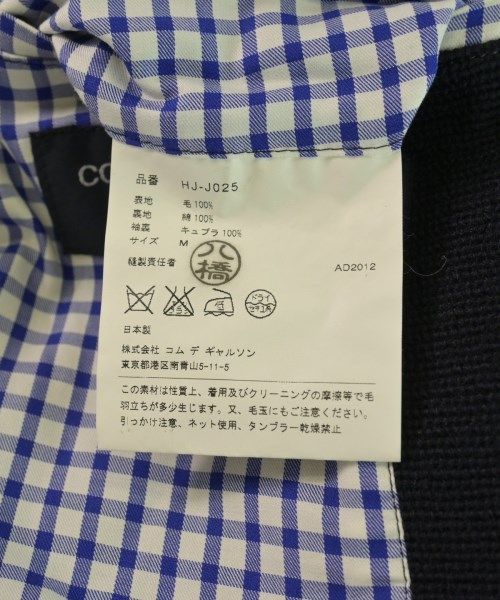 CO
品番 HJ-J025
表地 毛100%
裏地 綿100%
袖裏 キュプラ100%
サイズ M
縫製責任者 八橋 AD2012
ドライ
日本製
株式会社 コム デ ギャルソン
東京都港区南青山5-11-5
この素材は性質上、着用及びクリーニングの摩擦等で毛
羽立ちが多少生じます。又、毛玉にもご注意ください。
引っかけ注意、ネット使用、タンブラー乾燥禁止